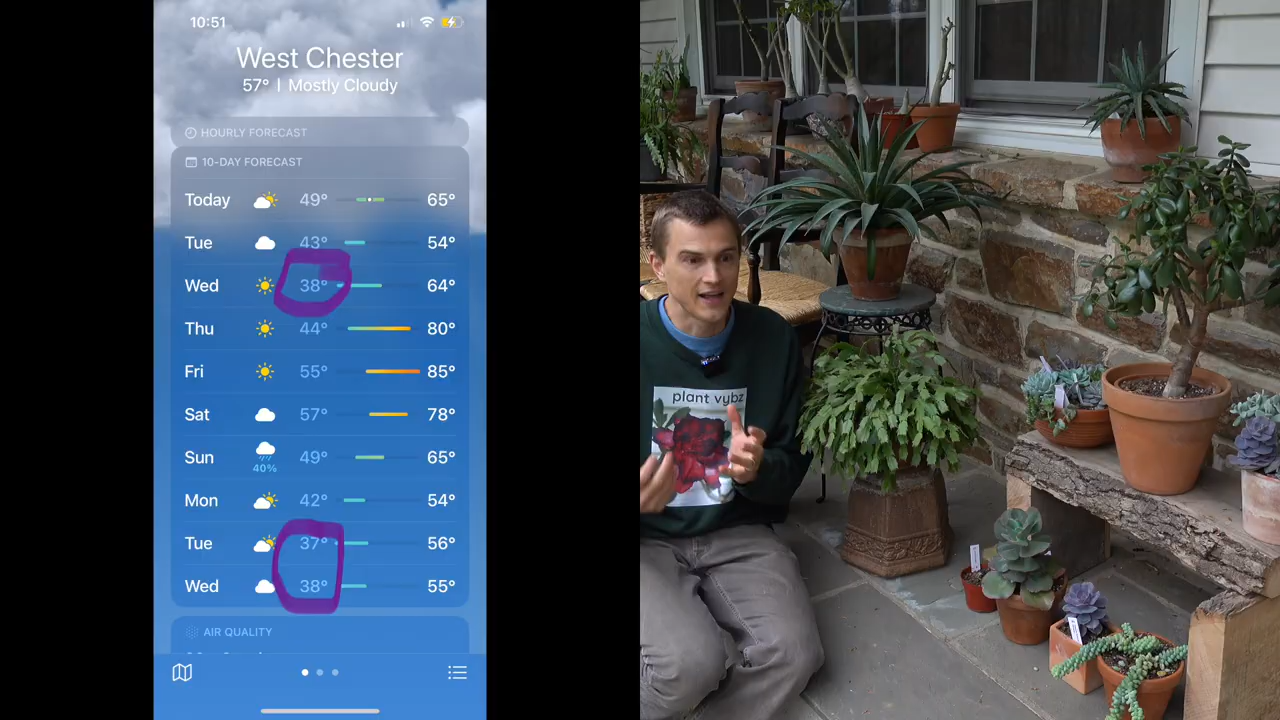 10:51
West Chester
57° | Mostly Cloudy
HOURLY FORECAST
10-DAY FORECAST
Today 49° 65°
Tue 43° 54°
Wed 38° 64°
Thu 44° 80°
Fri 55° 85°
Sat 57° 78°
Sun 40% 49° 65°
Mon 42° 54°
Tue 37° 56°
Wed 38° 55°
AIR QUALITY
plant vybz